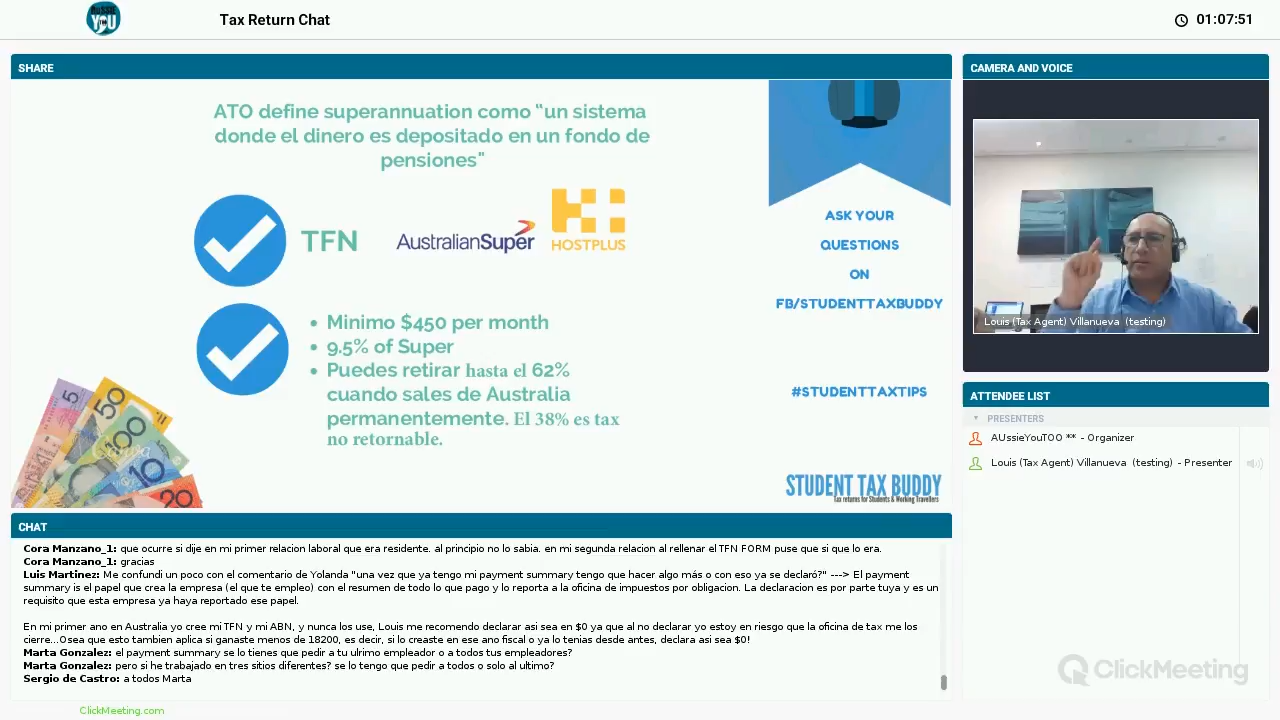 AUSSIE
YOU
TOO
Tax Return Chat
01:07:51
SHARE
ATO define superannuation como “un sistema
donde el dinero es depositado en un fondo de
pensiones"
TFN
AustralianSuper
HOSTPLUS
Minimo $450 per month
9.5% of Super
Puedes retirar hasta el 62%
cuando sales de Australia
permanentemente. El 38% es tax
no retornable.
5
50
100
10
20
Canva
ASK YOUR
QUESTIONS
ON
FB/STUDENTTAXBUDDY
#STUDENTTAXTIPS
STUDENT TAX BUDDY
Tax returns for Students & Working Travellers
CAMERA AND VOICE
Louis (Tax Agent) Villanueva (testing)
ATTENDEE LIST
PRESENTERS
AUssieYouTOO ** - Organizer
Louis (Tax Agent) Villanueva (testing) - Presenter
CHAT
Cora Manzano_1: que ocurre si dije en mi primer relacion laboral que era residente. al principio no lo sabia. en mi segunda relacion al rellenar el TFN FORM puse que si que lo era.
Cora Manzano_1: gracias
Luis Martinez: Me confundi un poco con el comentario de Yolanda "una vez que ya tengo mi payment summary tengo que hacer algo más o con eso ya se declaró?" ---> El payment
summary is el papel que crea la empresa (el que te empleo) con el resumen de todo lo que pago y lo reporta a la oficina de impuestos por obligacion. La declaracion es por parte tuya y es un
requisito que esta empresa ya haya reportado ese papel.
En mi primer ano en Australia yo cree mi TFN y mi ABN, y nunca los use, Louis me recomendo declarar asi sea en $0 ya que al no declarar yo estoy en riesgo que la oficina de tax me los
cierre...Osea que esto tambien aplica si ganaste menos de 18200, es decir, si lo creaste en ese ano fiscal o ya lo tenias desde antes, declara asi sea $0!
Marta Gonzalez: el payment summary se lo tienes que pedir a tu ulrimo empleador o a todos tus empleadores?
Marta Gonzalez: pero si he trabajado en tres sitios diferentes? se lo tengo que pedir a todos o solo al ultimo?
Sergio de Castro: a todos Marta
ClickMeeting
ClickMeeting.com